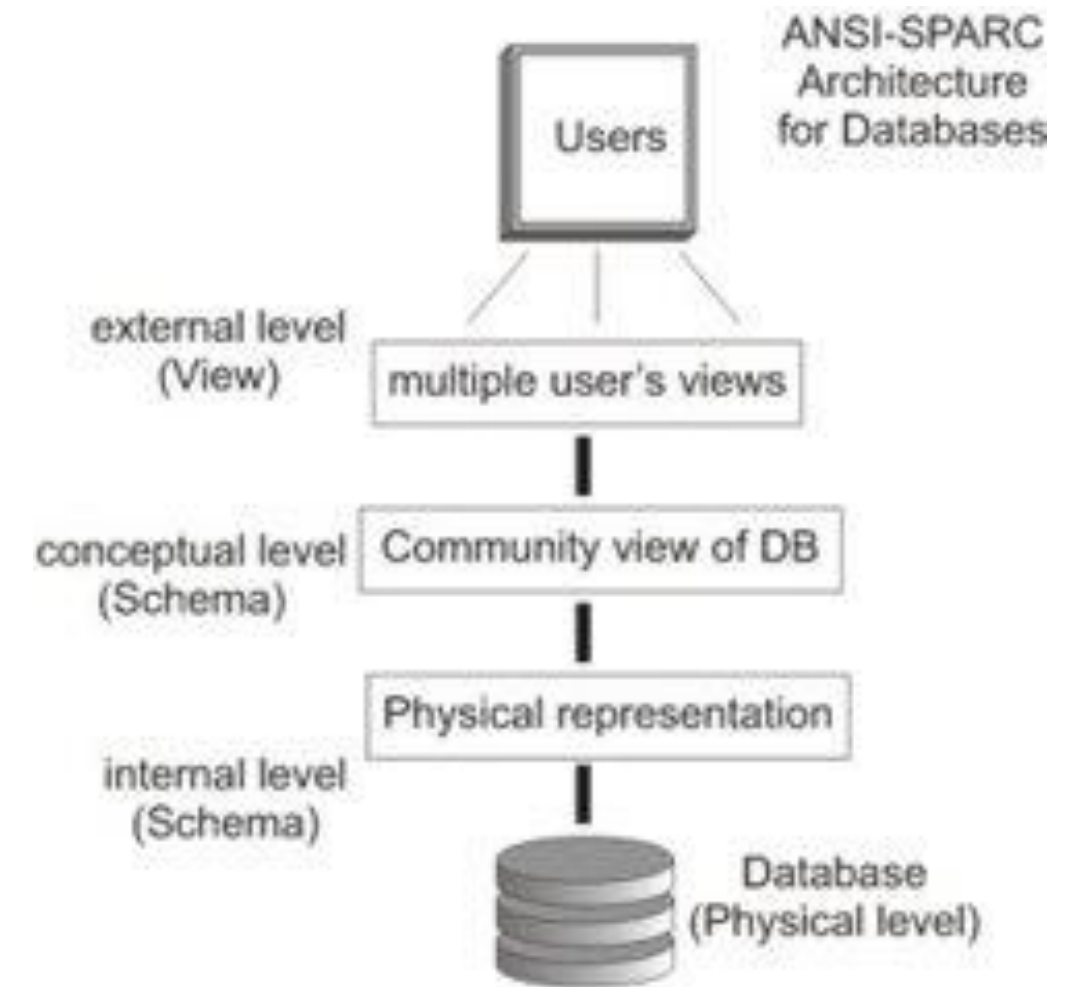 ANSI-SPARC
Architecture
for Databases
Users
external level
(View)
multiple user's views
conceptual level
(Schema)
Community view of DB
Physical representation
internal level
(Schema)
Database
(Physical level)